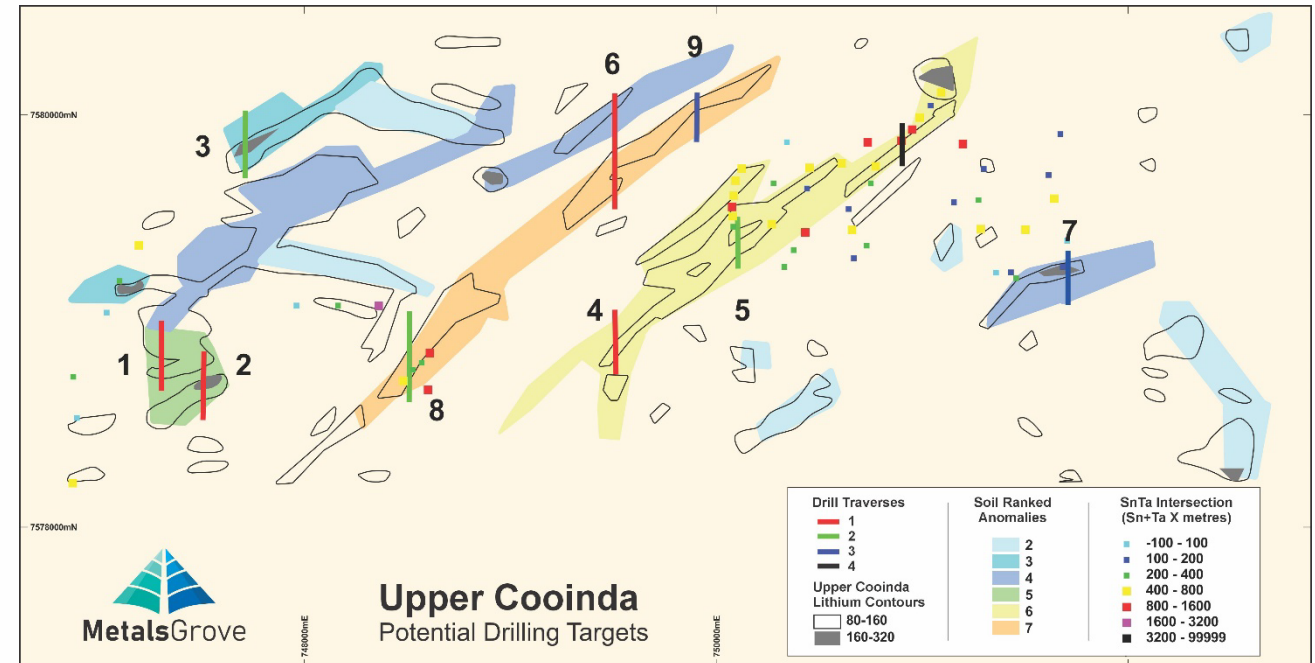 9
6
7580000mN
3
7
4
5
1
2
8
7578000mN
748000mE
750000mE
MetalsGrove
Upper Cooinda
Potential Drilling Targets
Drill Traverses
1
2
3
4
Upper Cooinda
Lithium Contours
80-160
160-320
Soil Ranked
Anomalies
2
3
4
5
6
7
SnTa Intersection
(Sn+Ta X metres)
-100 - 100
100 - 200
200 - 400
400 - 800
800 - 1600
1600 - 3200
3200 - 99999